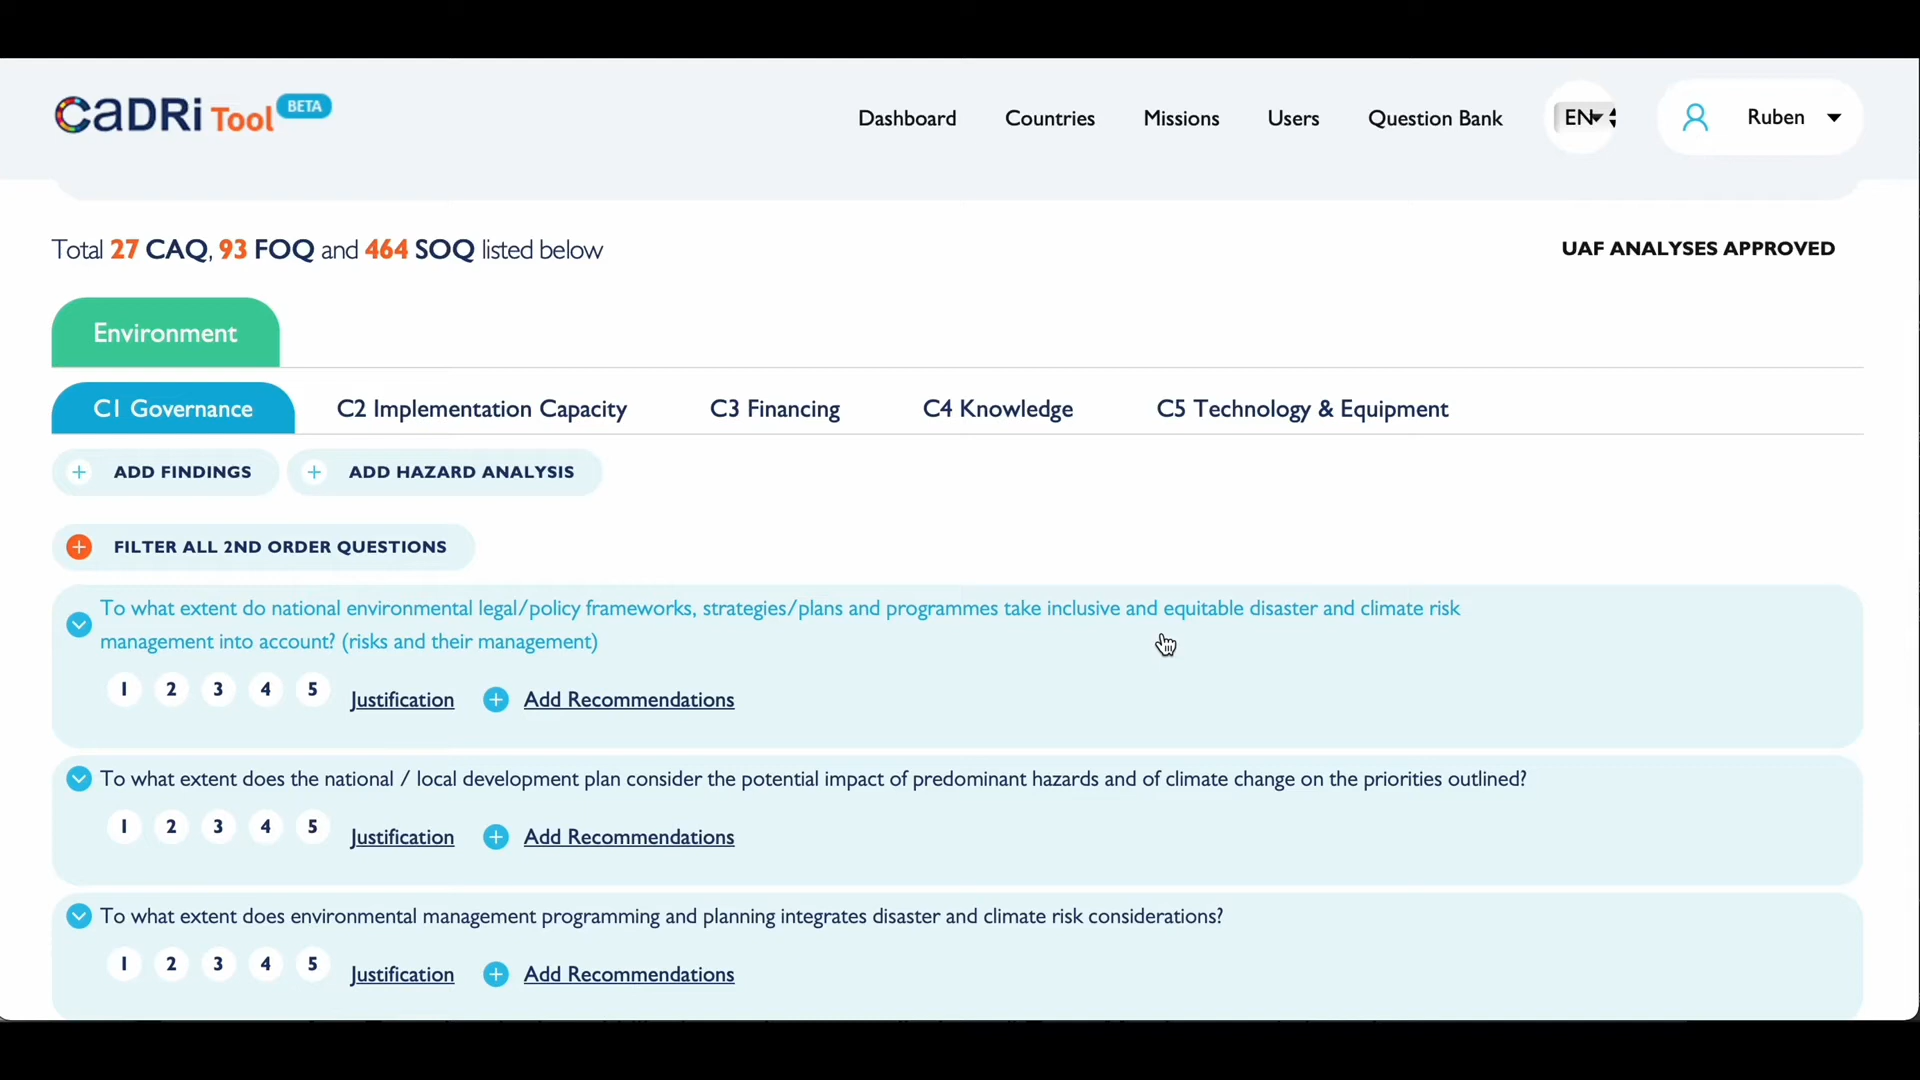 CADRi Tool BETA
Dashboard Countries Missions Users Question Bank EN Ruben
Total 27 CAQ, 93 FOQ and 464 SOQ listed below
UAF ANALYSES APPROVED
Environment
C1 Governance C2 Implementation Capacity C3 Financing C4 Knowledge C5 Technology & Equipment
+ ADD FINDINGS + ADD HAZARD ANALYSIS
+ FILTER ALL 2ND ORDER QUESTIONS
To what extent do national environmental legal/policy frameworks, strategies/plans and programmes take inclusive and equitable disaster and climate risk
management into account? (risks and their management)
1 2 3 4 5 Justification + Add Recommendations
To what extent does the national / local development plan consider the potential impact of predominant hazards and of climate change on the priorities outlined?
1 2 3 4 5 Justification + Add Recommendations
To what extent does environmental management programming and planning integrates disaster and climate risk considerations?
1 2 3 4 5 Justification + Add Recommendations